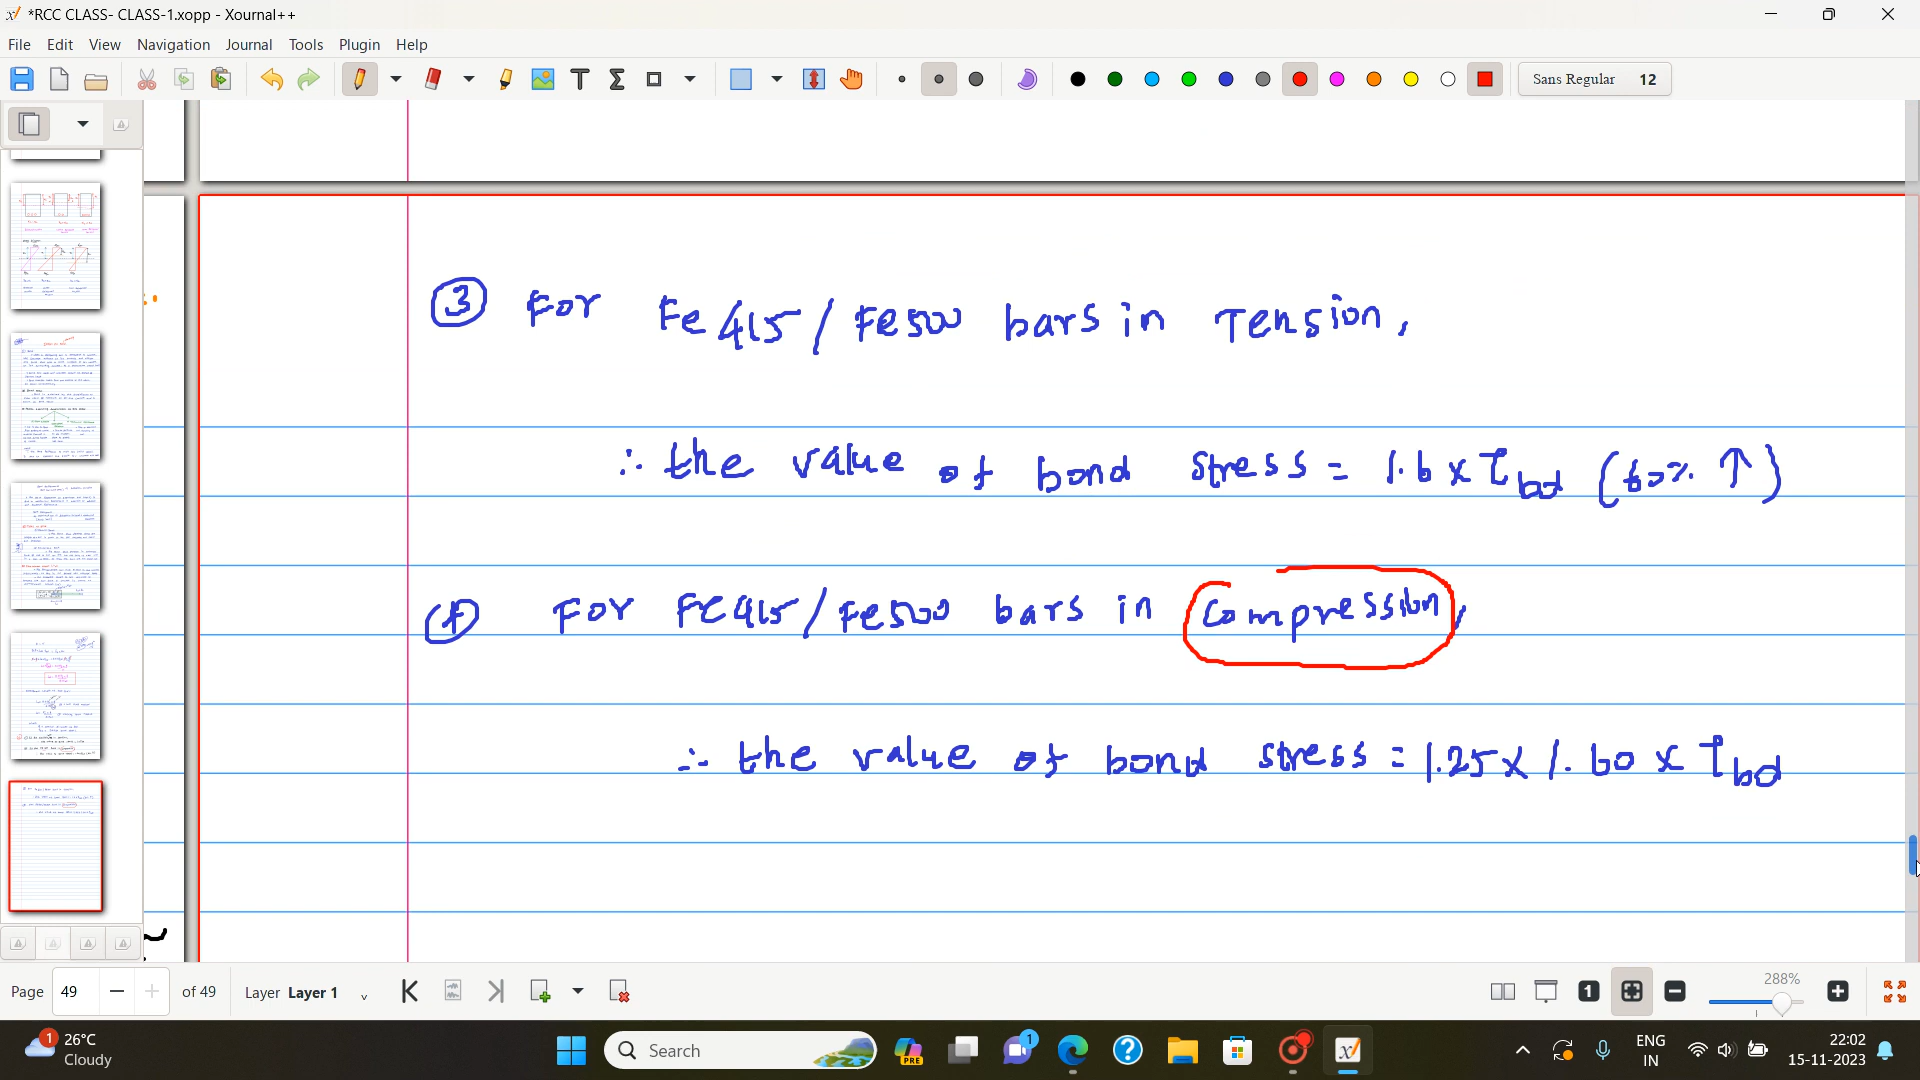 *RCC CLASS- CLASS-1.xopp - Xournal++
File Edit View Navigation Journal Tools Plugin Help
Sans Regular 12
③ For Fe 415/Fe500 bars in Tension,
∴ the value of bond stress = 1.6 x τbd (60% ↑)
④ For Fe415/Fe500 bars in Compression,
∴ the value of bond stress = 1.25 x 1.60 x τbd
Page 49 of 49 Layer Layer 1 288%
26°C
Cloudy
Search
PRE
ENG
IN
22:02
15-11-2023